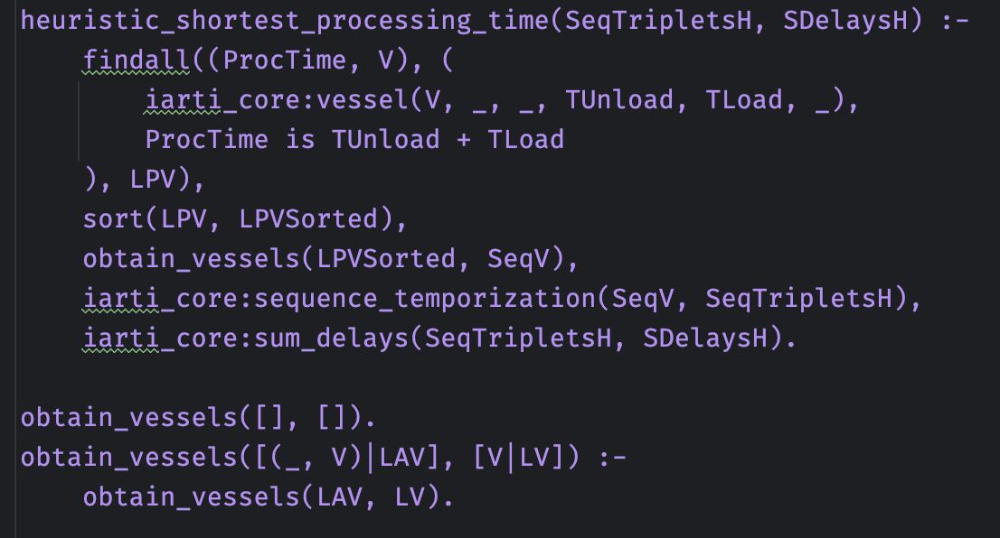 heuristic_shortest_processing_time(SeqTripletsH, SDelaysH) :-
    findall((ProcTime, V), (
        iarti_core:vessel(V, _, _, TUnload, TLoad, _),
        ProcTime is TUnload + TLoad
    ), LPV),
    sort(LPV, LPVSorted),
    obtain_vessels(LPVSorted, SeqV),
    iarti_core:sequence_temporization(SeqV, SeqTripletsH),
    iarti_core:sum_delays(SeqTripletsH, SDelaysH).

obtain_vessels([], []).
obtain_vessels([(_, V)|LAV], [V|LV]) :-
    obtain_vessels(LAV, LV).